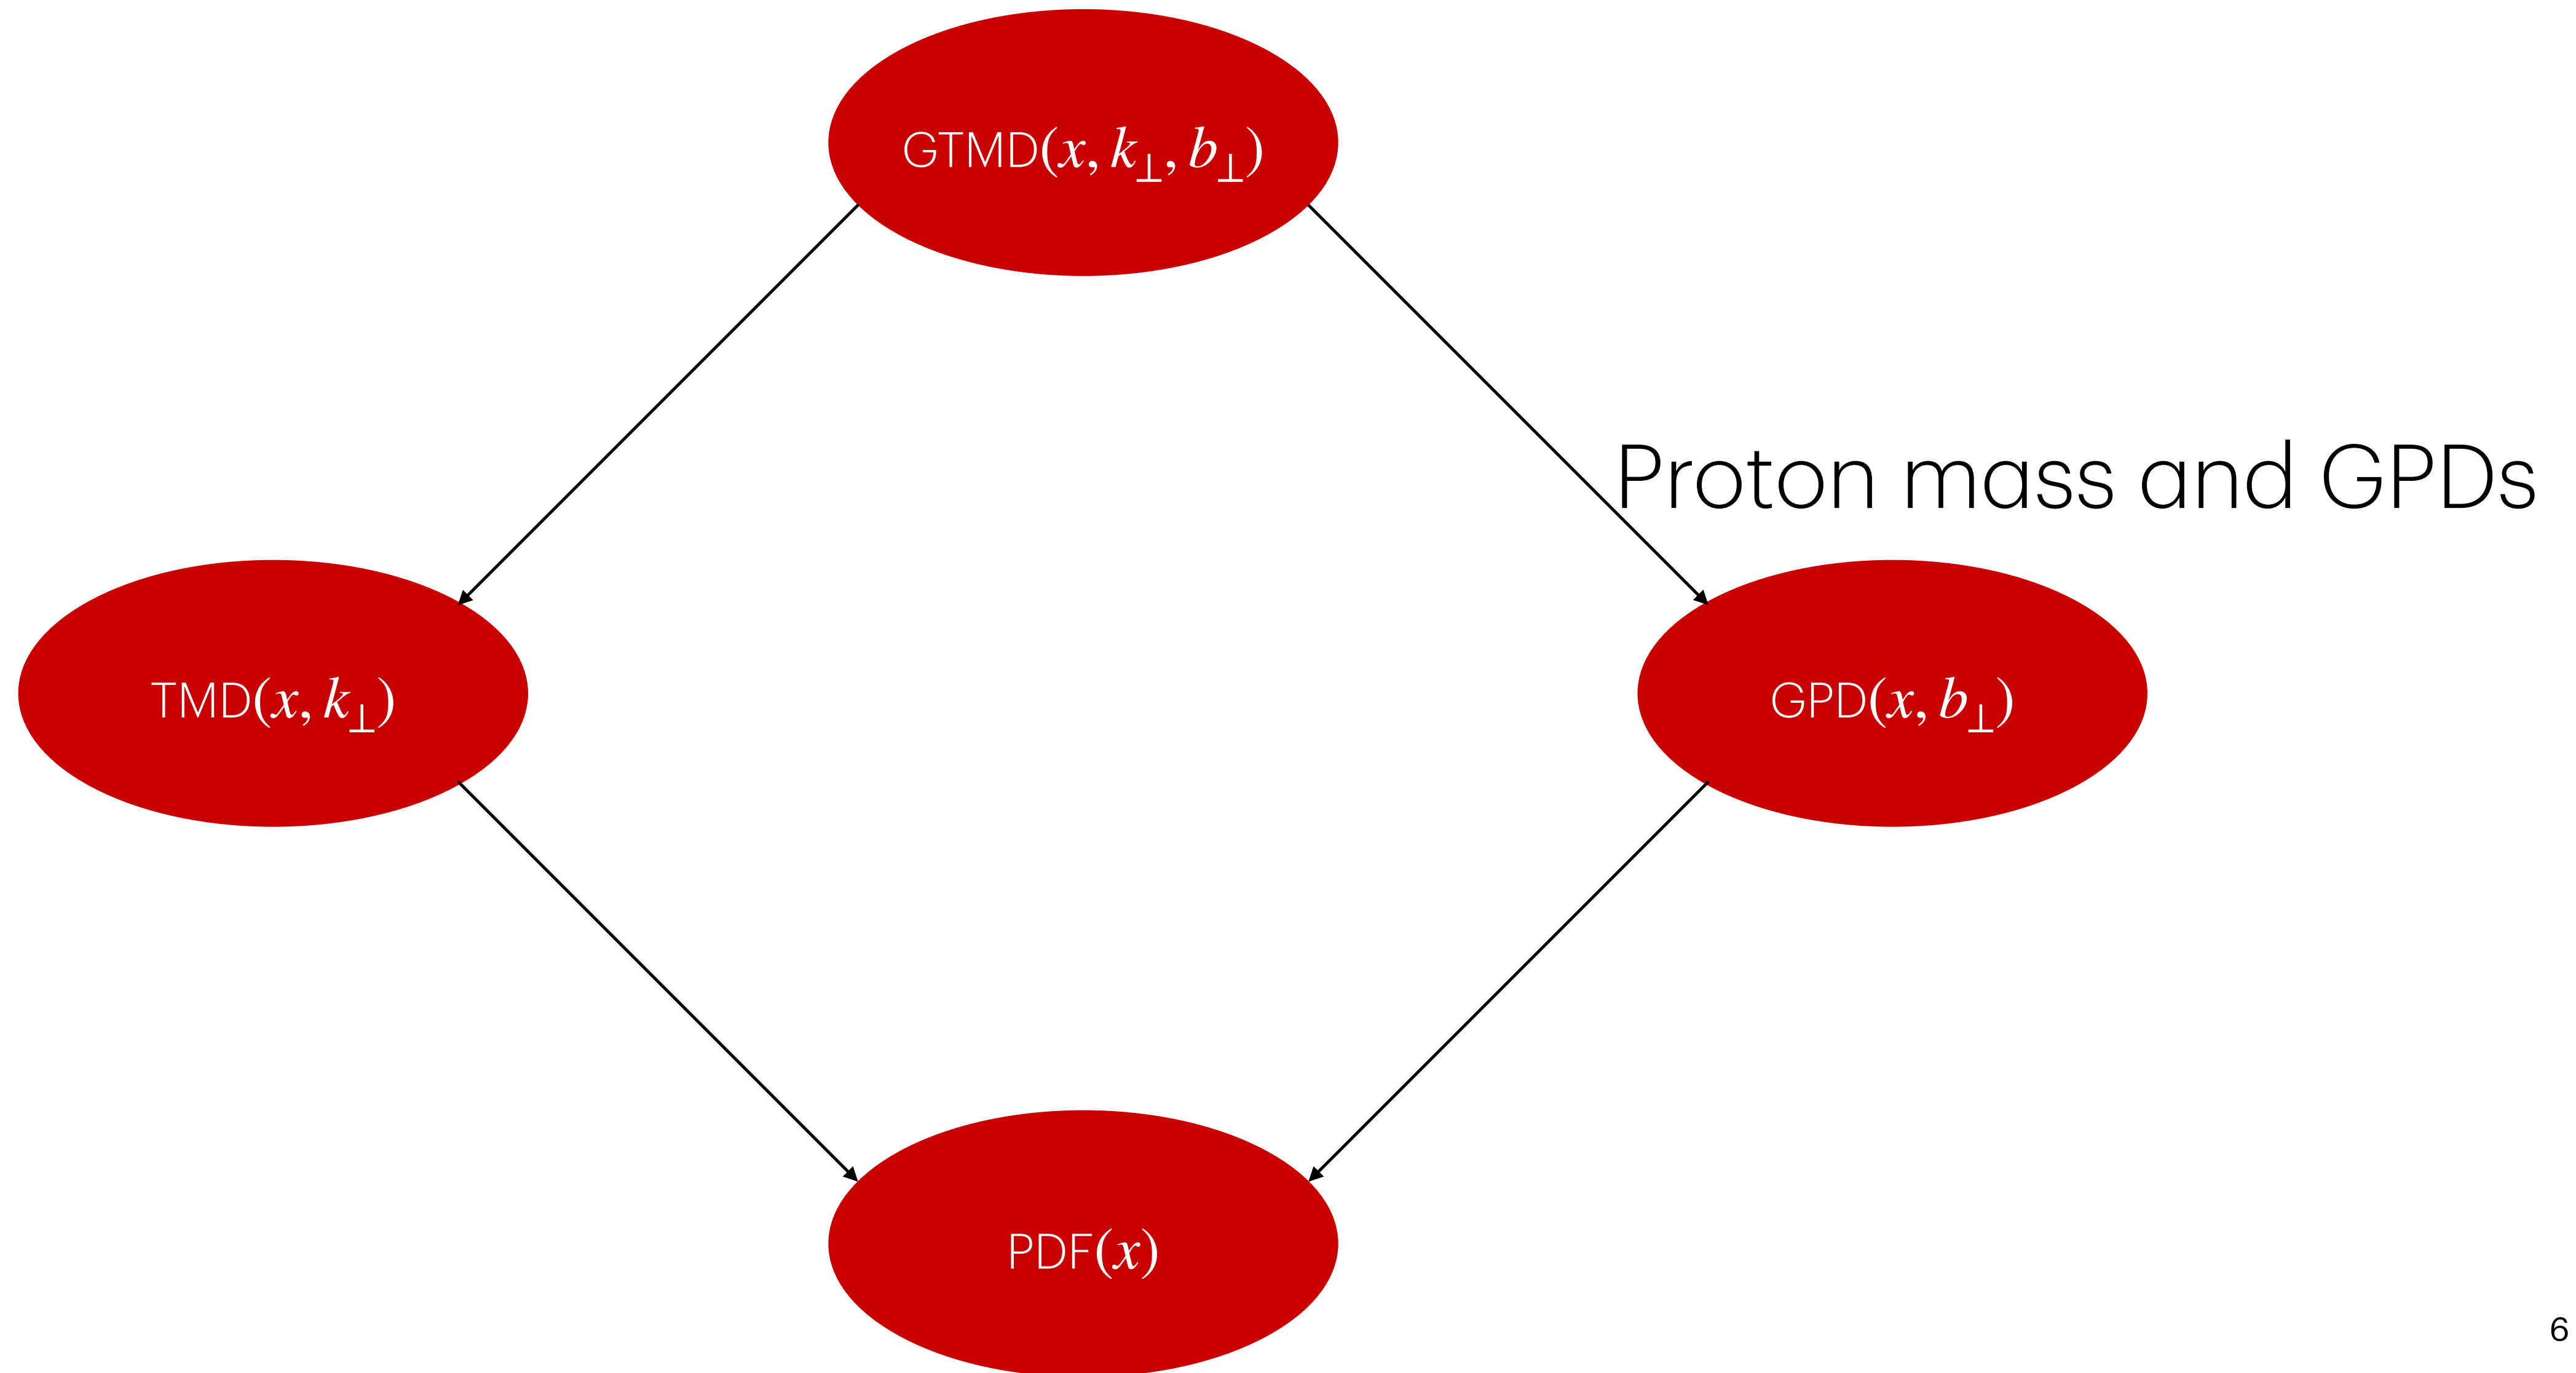 GTMD(x, k⊥, b⊥)
Proton mass and GPDs
TMD(x, k⊥)
GPD(x, b⊥)
PDF(x)
6